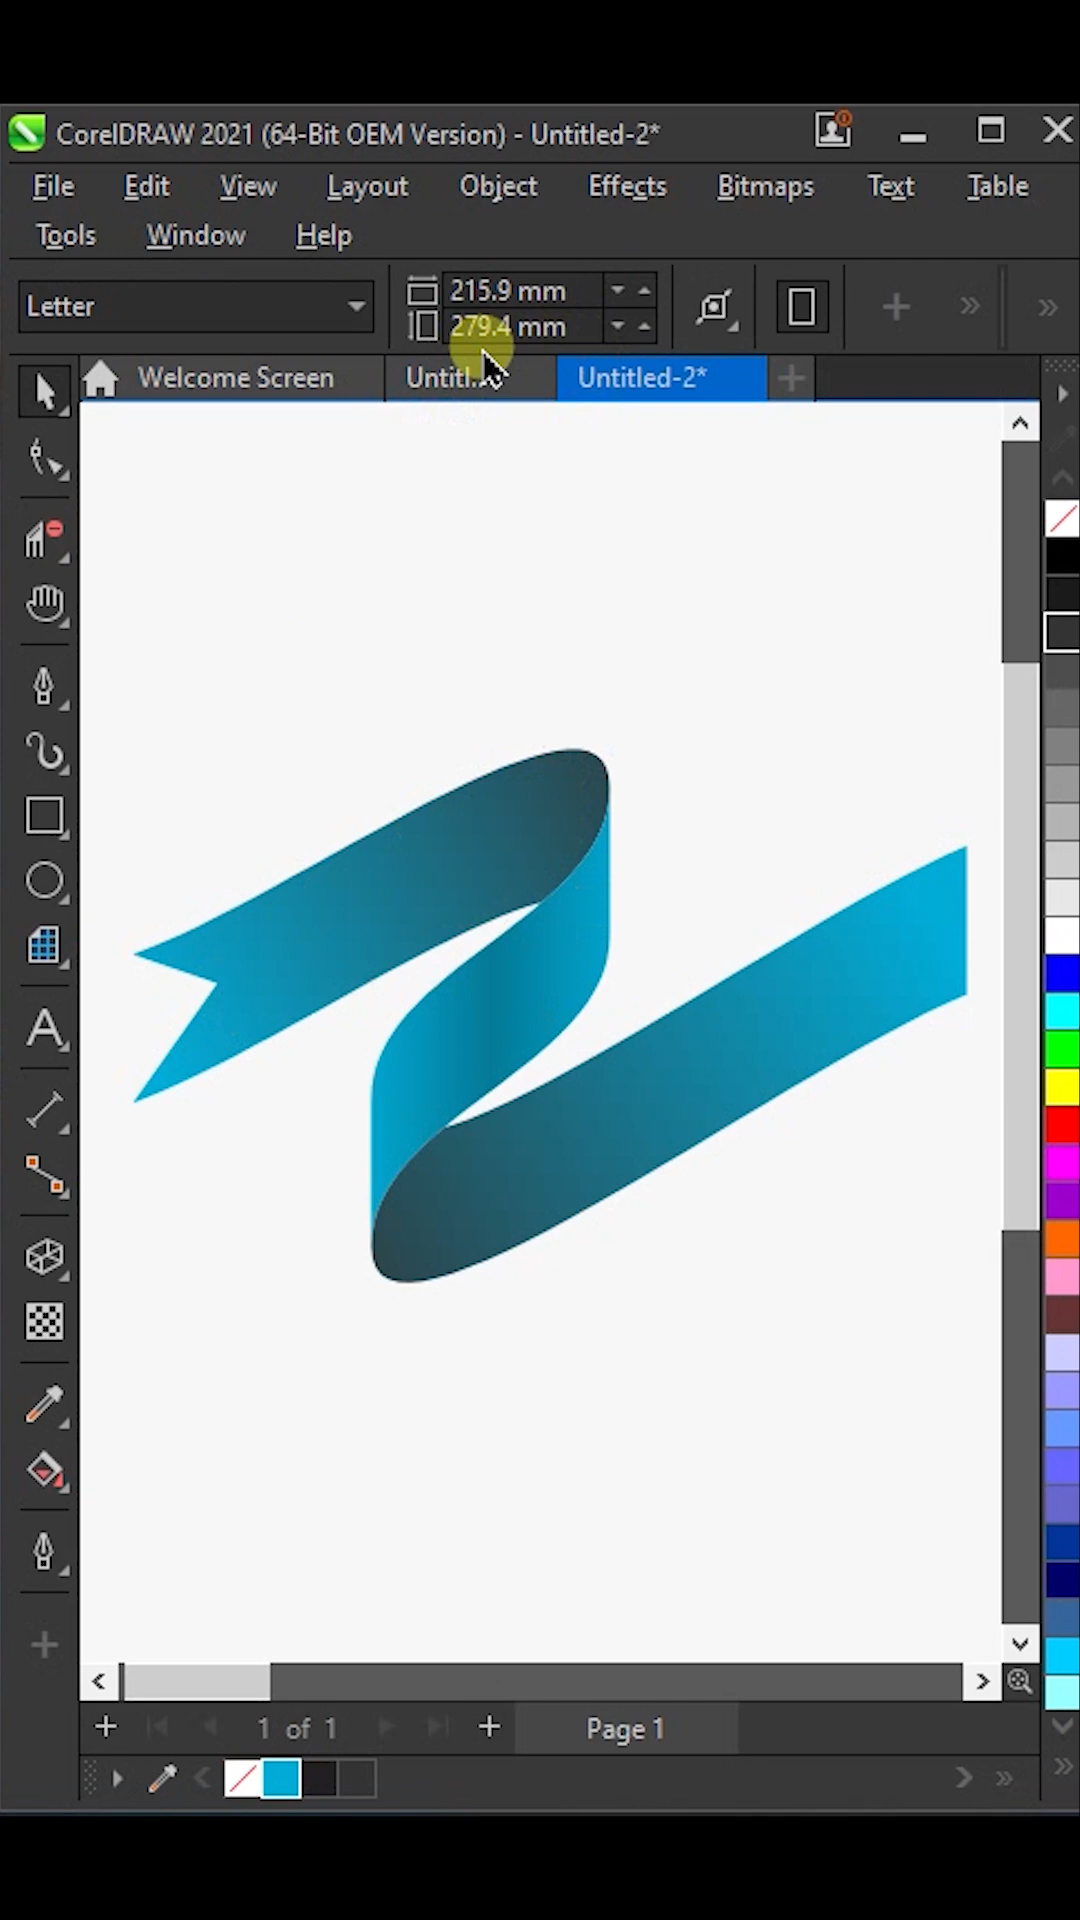 CorelDRAW 2021 (64-Bit OEM Version) - Untitled-2*
File Edit View Layout Object Effects Bitmaps Text Table
Tools Window Help
Letter
215.9 mm
279.4 mm
Welcome Screen Untitl... Untitled-2*
1 of 1 Page 1